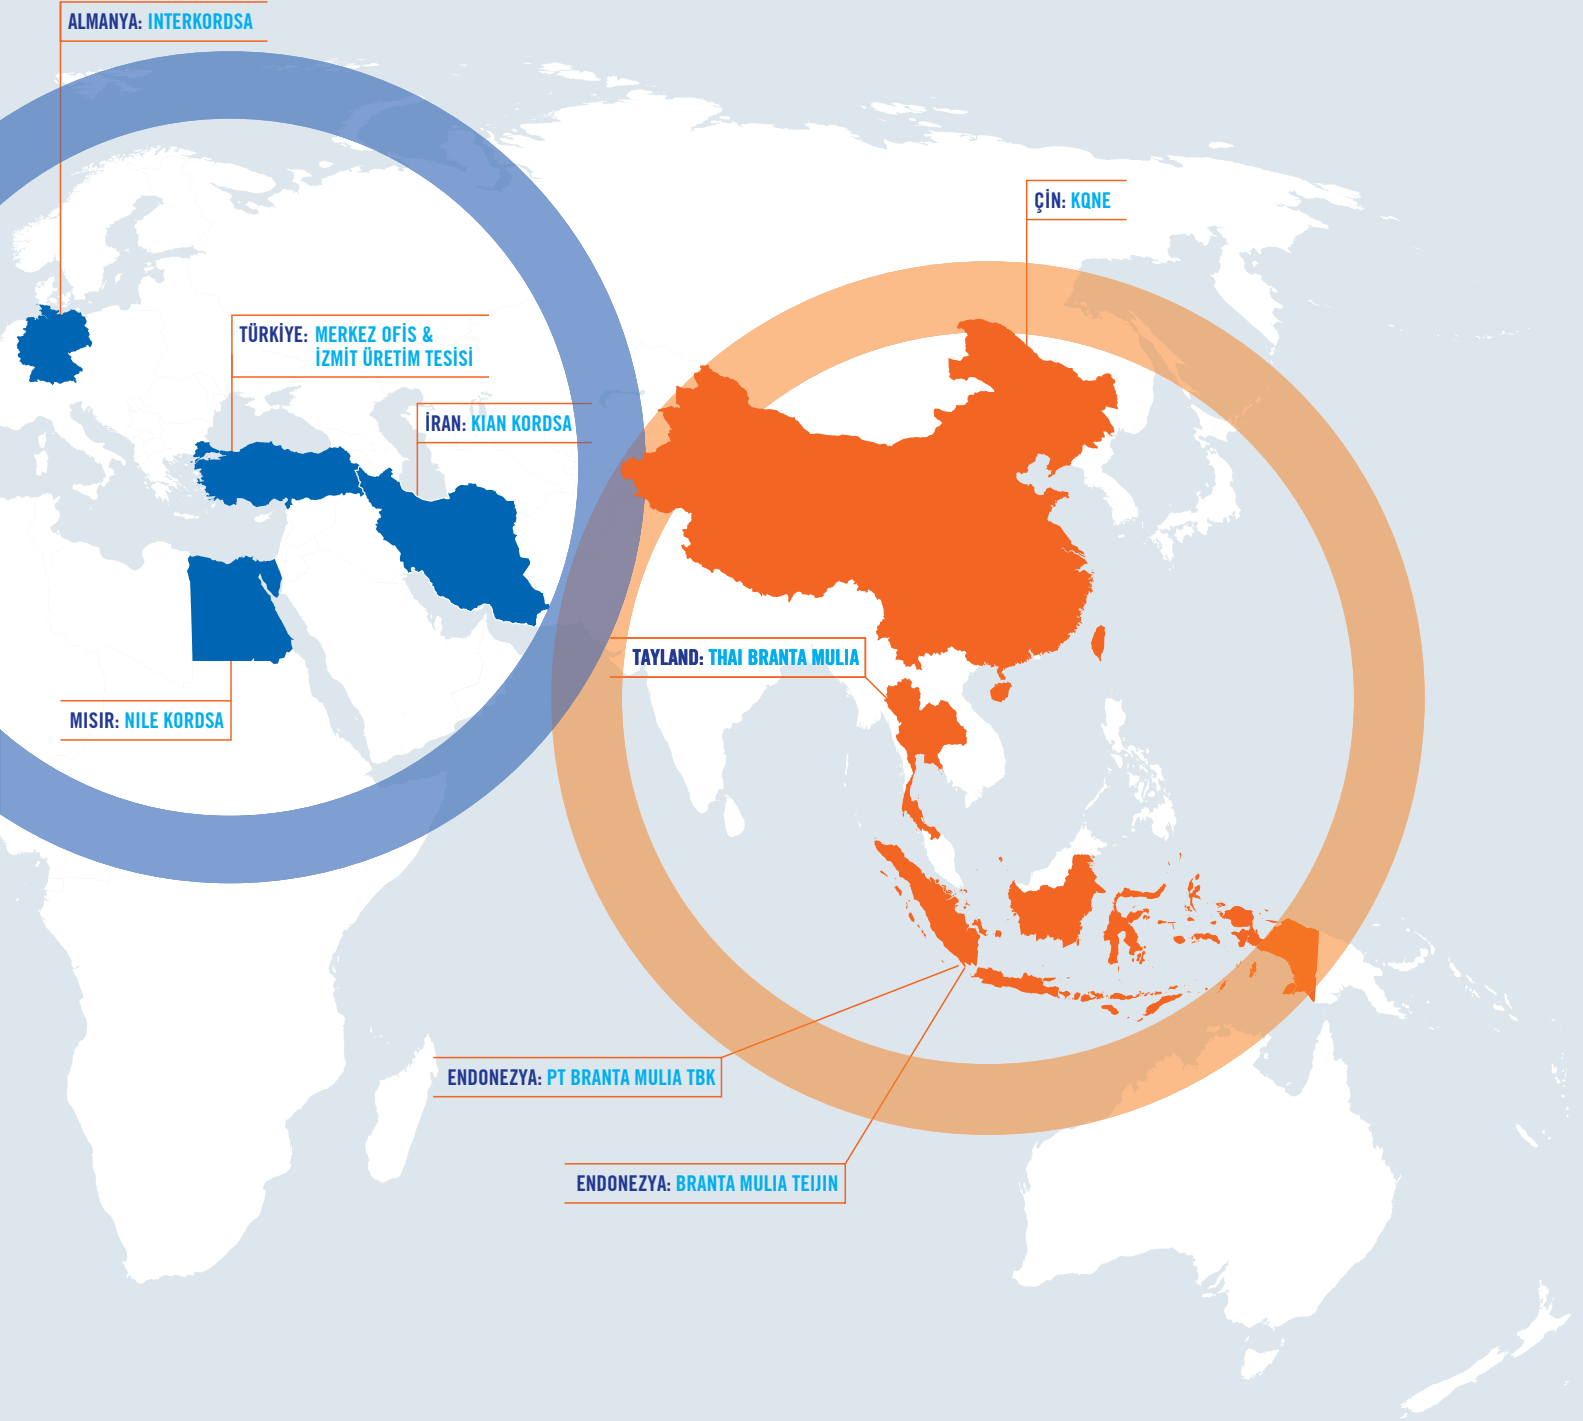 ALMANYA: INTERKORDSA
ÇİN: KQNE
TÜRKİYE: MERKEZ OFİS &
İZMİT ÜRETİM TESİSİ
İRAN: KIAN KORDSA
TAYLAND: THAI BRANTA MULIA
MISIR: NILE KORDSA
ENDONEZYA: PT BRANTA MULIA TBK
ENDONEZYA: BRANTA MULIA TEIJIN